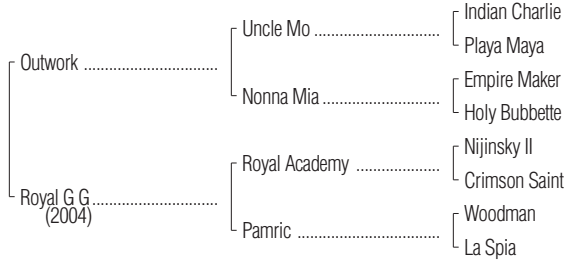 Indian Charlie
Uncle Mo ..............................
Playa Maya
Outwork ................................
Empire Maker
Nonna Mia ............................
Holy Bubbette
Nijinsky II
Royal Academy ....................
Crimson Saint
Royal G G..............................
(2004)
Woodman
Pamric ..................................
La Spia